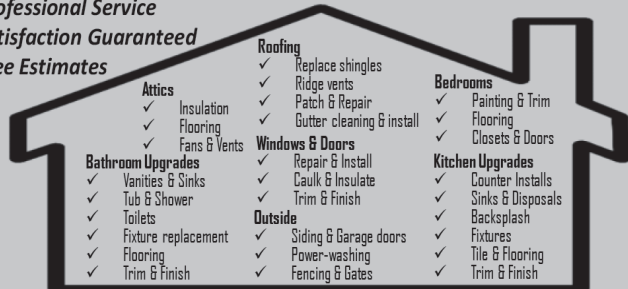 ofessional Service
tisfaction Guaranteed
ee Estimates
Attics
✓ Insulation
✓ Flooring
✓ Fans & Vents
Bathroom Upgrades
✓ Vanities & Sinks
✓ Tub & Shower
✓ Toilets
✓ Fixture replacement
✓ Flooring
✓ Trim & Finish
Roofing
✓ Replace shingles
✓ Ridge vents
✓ Patch & Repair
✓ Gutter cleaning & install
Windows & Doors
✓ Repair & Install
✓ Caulk & Insulate
✓ Trim & Finish
Outside
✓ Siding & Garage doors
✓ Power-washing
✓ Fencing & Gates
Bedrooms
✓ Painting & Trim
✓ Flooring
✓ Closets & Doors
Kitchen Upgrades
✓ Counter Installs
✓ Sinks & Disposals
✓ Backsplash
✓ Fixtures
✓ Tile & Flooring
✓ Trim & Finish